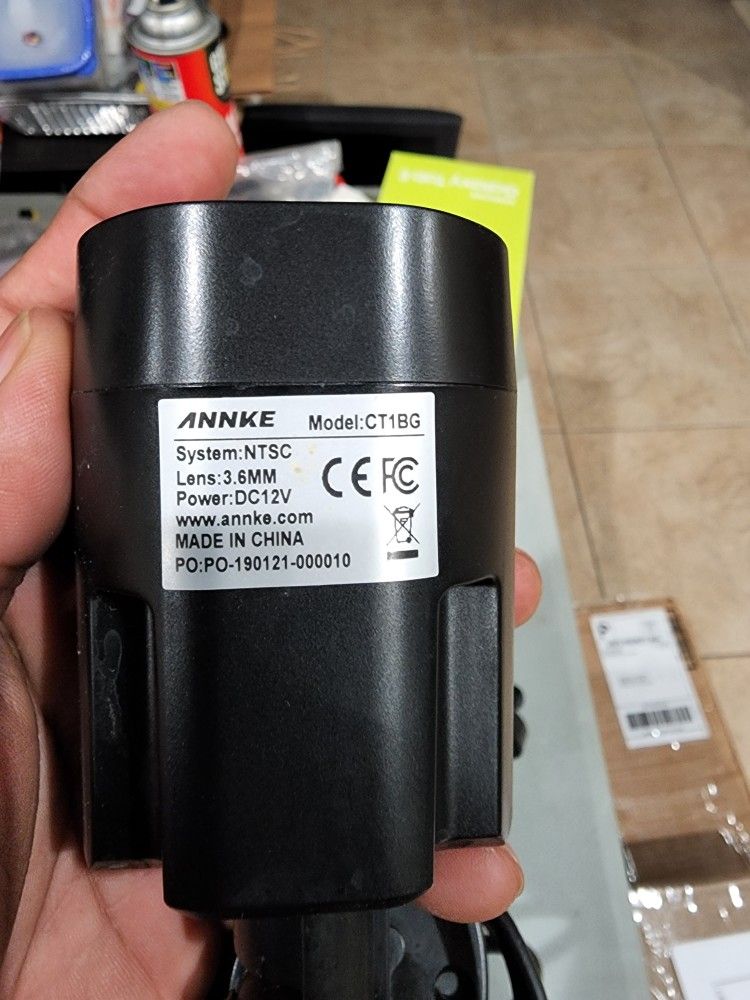 ANNKE Model:CT1BG
System:NTSC
Lens:3.6MM
Power:DC12V
CE FC
www.annke.com
MADE IN CHINA
PO:PO-190121-000010